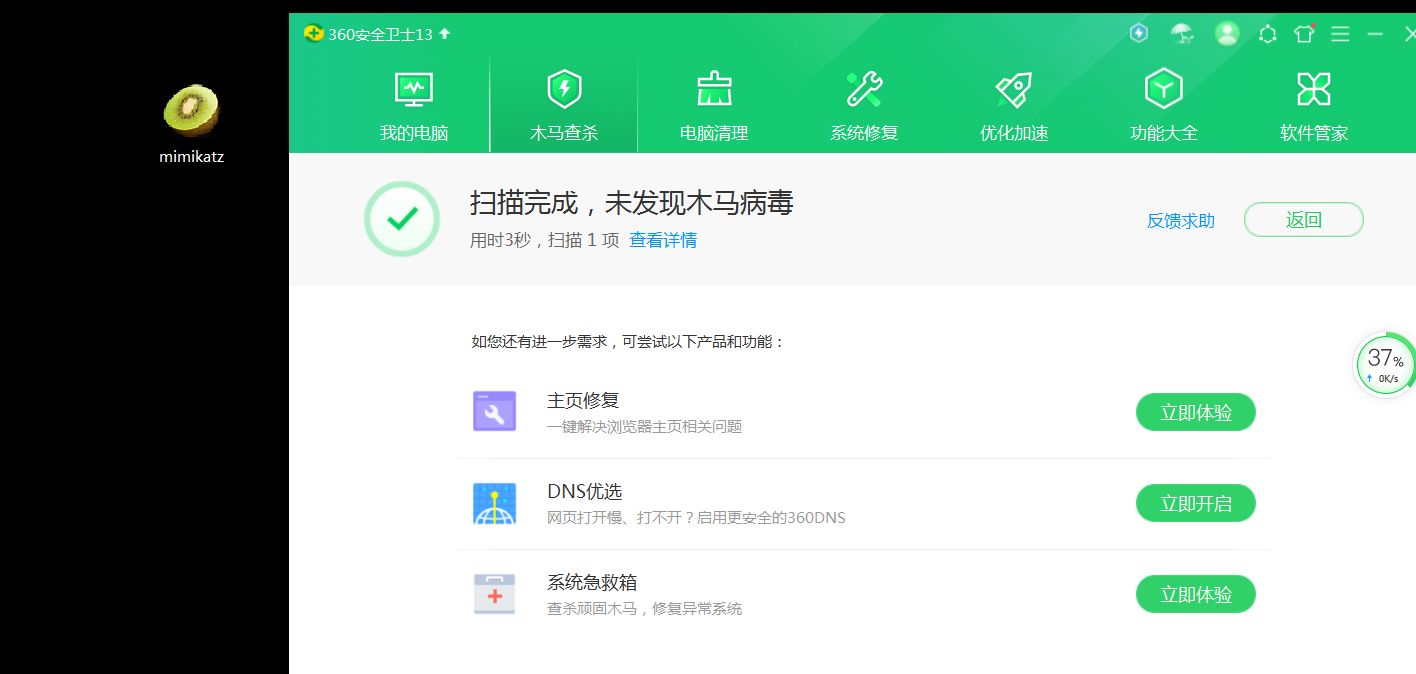 360安全卫士13
我的电脑
木马查杀
电脑清理
系统修复
优化加速
功能大全
软件管家
mimikatz
扫描完成，未发现木马病毒
用时3秒，扫描 1 项 查看详情
反馈求助
返回
如您还有进一步需求，可尝试以下产品和功能：
37%
0K/s
主页修复
一键解决浏览器主页相关问题
立即体验
DNS优选
网页打开慢、打不开？启用更安全的360DNS
立即开启
系统急救箱
查杀顽固木马，修复异常系统
立即体验